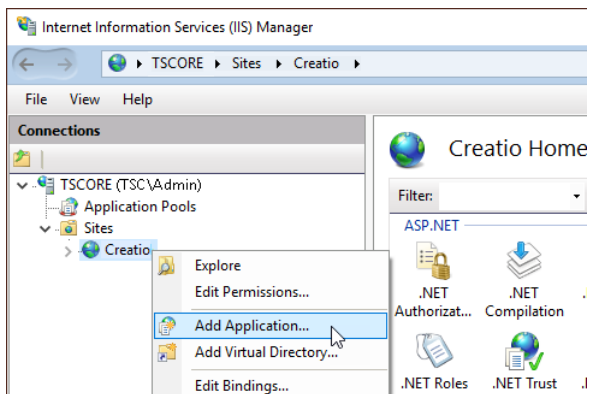 Internet Information Services (IIS) Manager
TSCORE Sites Creatio
File View Help
Connections
TSCORE (TSC\Admin)
Application Pools
Sites
Creatio
Explore
Edit Permissions...
Add Application...
Add Virtual Directory...
Edit Bindings...
Creatio Home
Filter:
ASP.NET
.NET Authorizat...
.NET Compilation
.NET Roles
.NET Trust